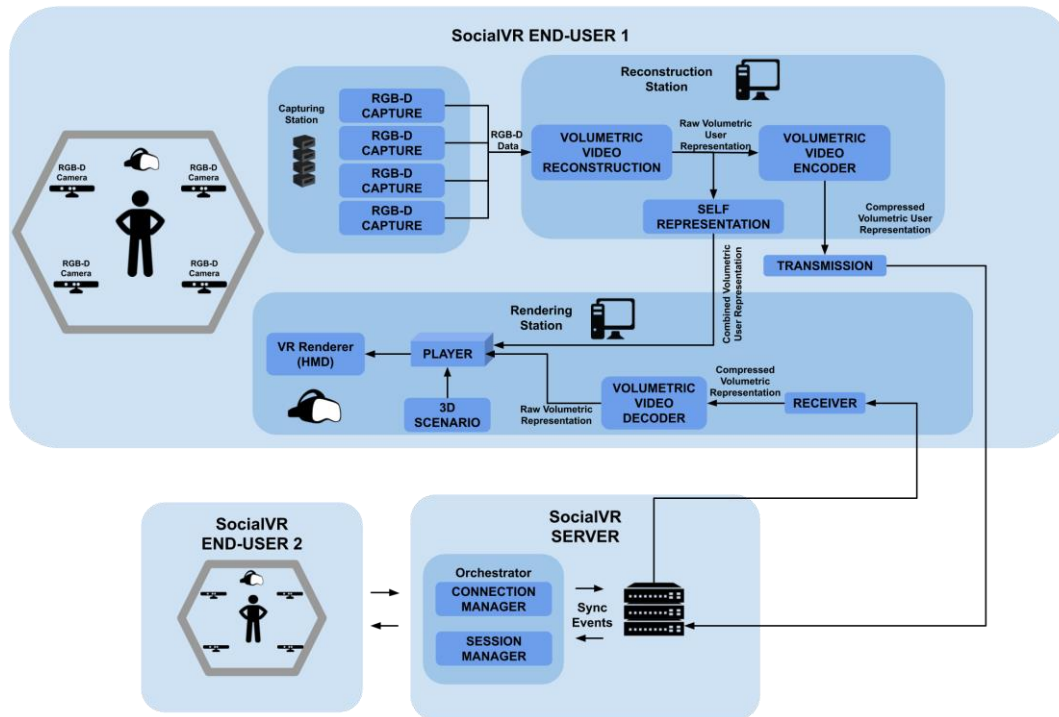 SocialVR END-USER 1
RGB-D
Camera
RGB-D
Camera
RGB-D
Camera
RGB-D
Camera
Capturing
Station
RGB-D
CAPTURE
RGB-D
CAPTURE
RGB-D
CAPTURE
RGB-D
CAPTURE
RGB-D
Data
Reconstruction
Station
VOLUMETRIC
VIDEO
RECONSTRUCTION
Raw Volumetric
User
Representation
VOLUMETRIC
VIDEO
ENCODER
SELF
REPRESENTATION
Compressed
Volumetric User
Representation
TRANSMISSION
Combined Volumetric
User Representation
Rendering
Station
VR Renderer
(HMD)
PLAYER
3D
SCENARIO
Raw Volumetric
Representation
VOLUMETRIC
VIDEO
DECODER
Compressed
Volumetric
Representation
RECEIVER
SocialVR
END-USER 2
SocialVR
SERVER
Orchestrator
CONNECTION
MANAGER
SESSION
MANAGER
Sync
Events